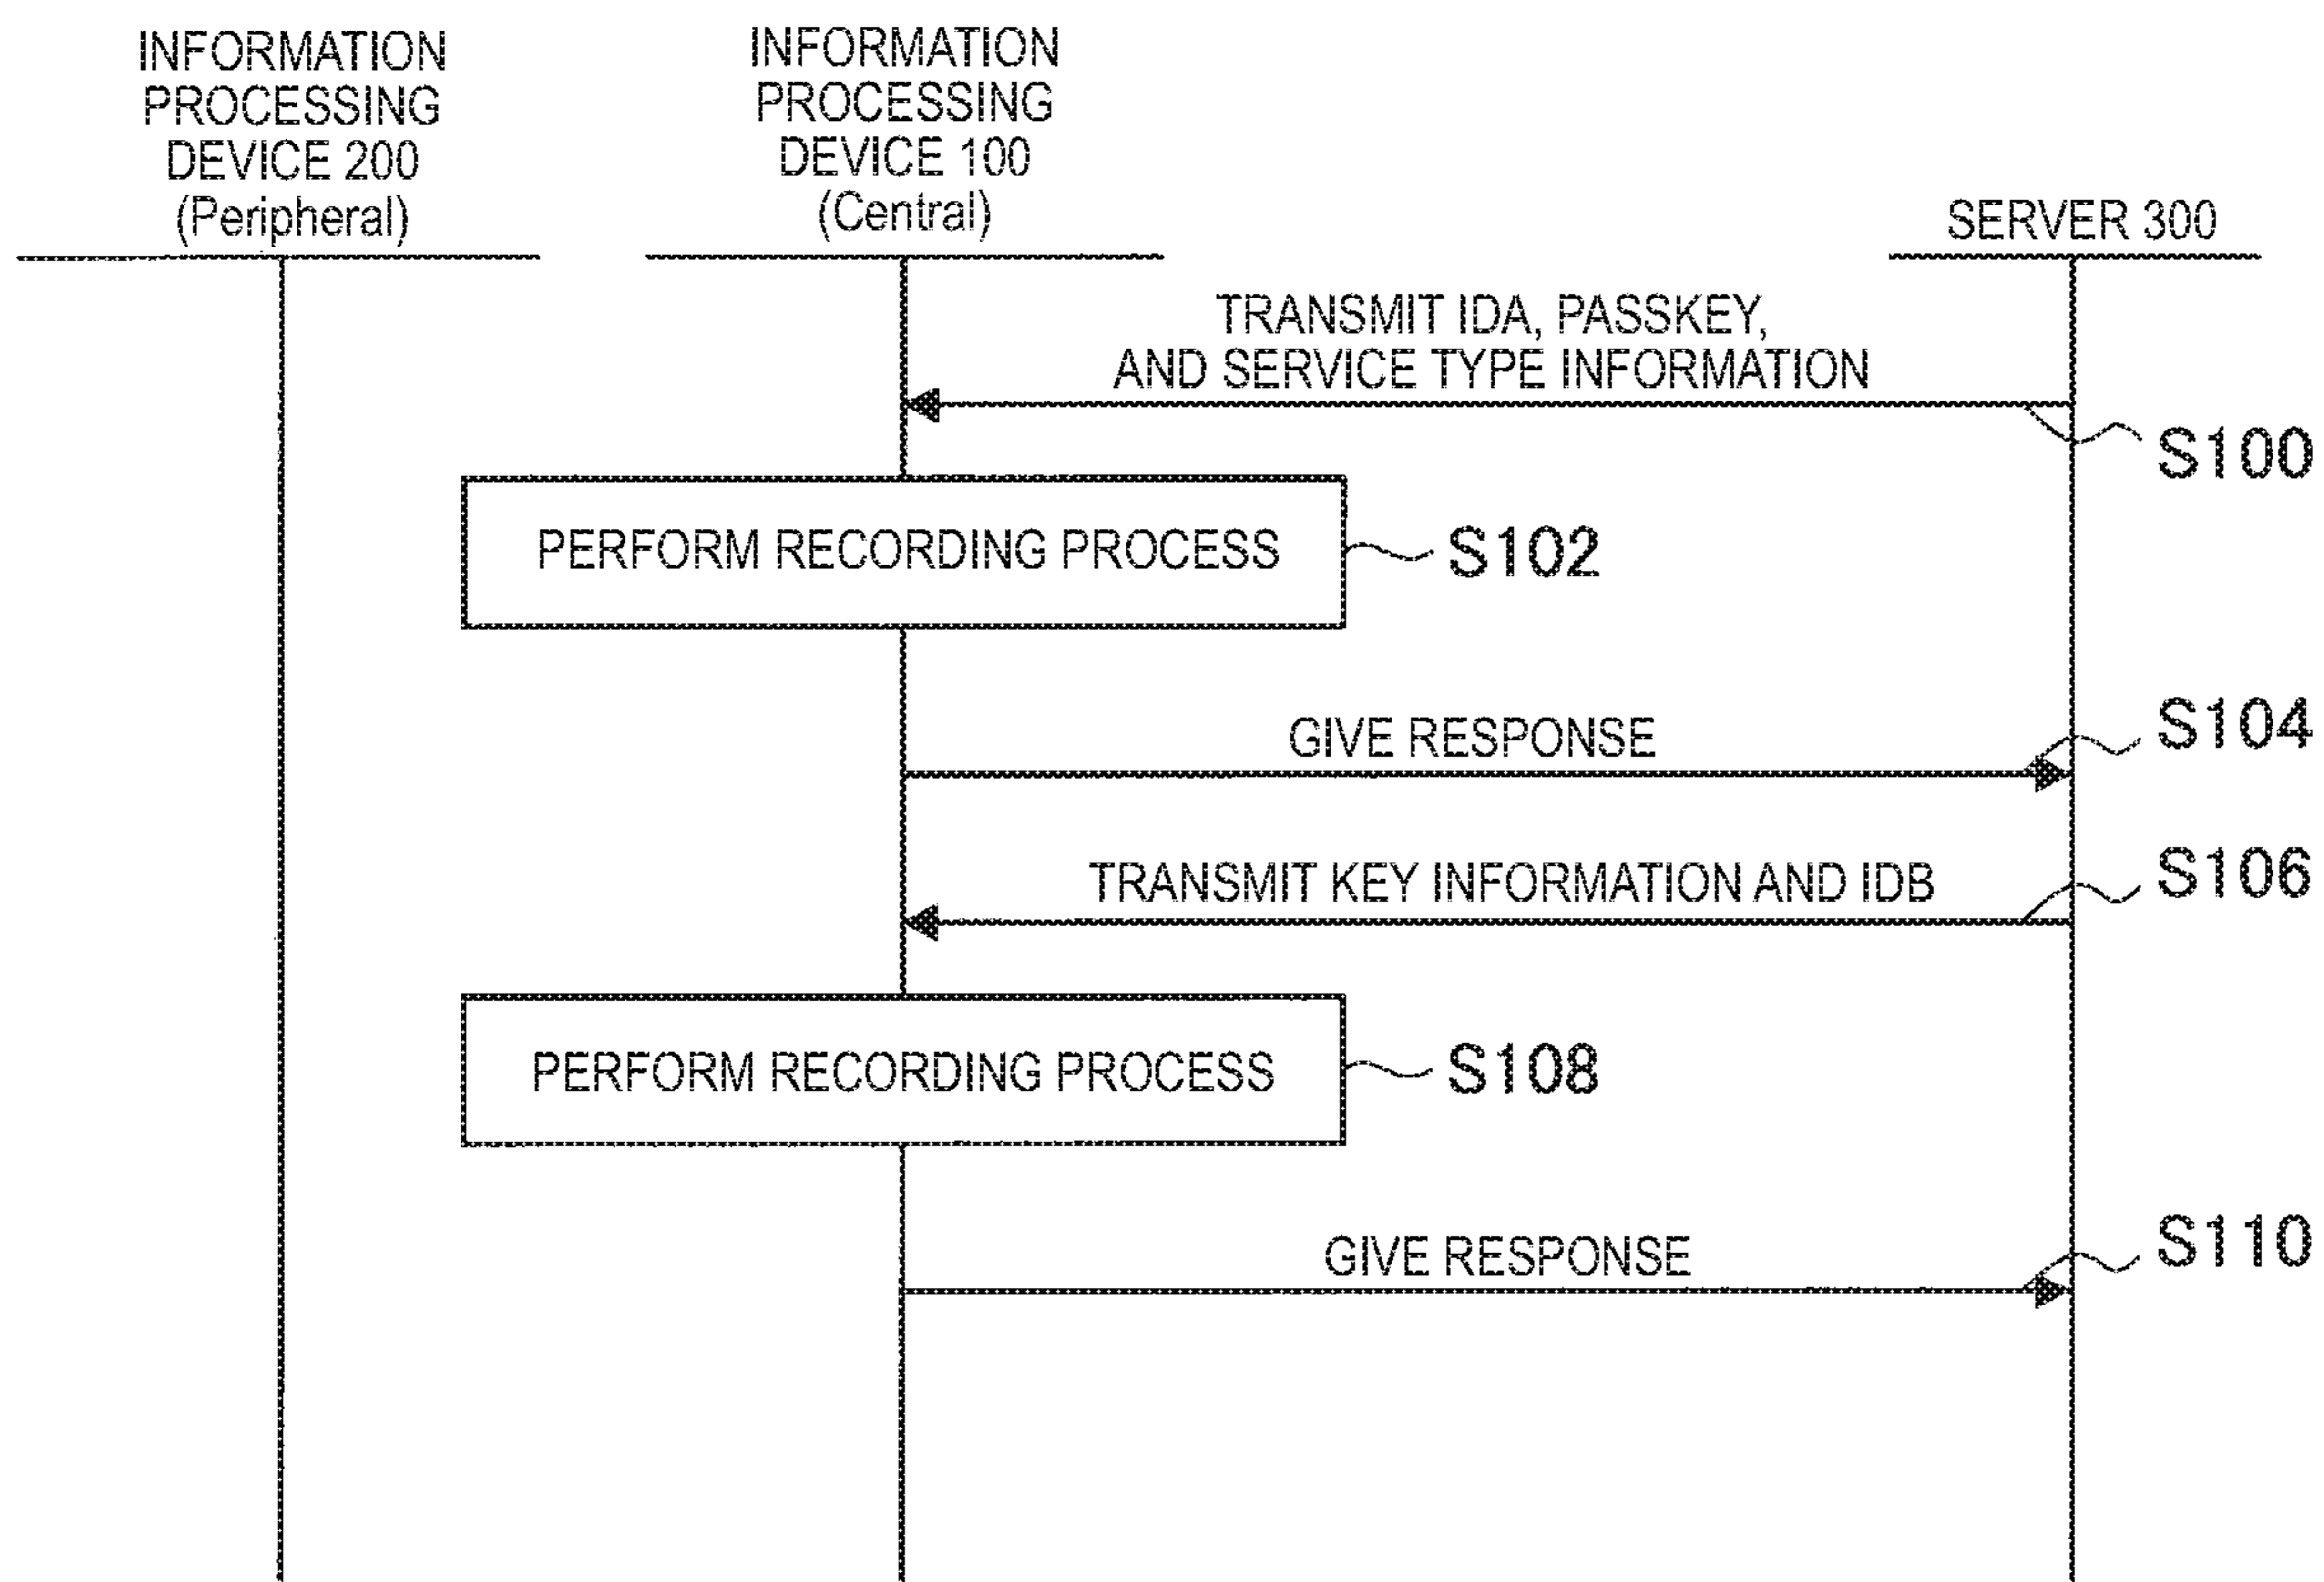 INFORMATION
PROCESSING
DEVICE 200
(Peripheral)
INFORMATION
PROCESSING
DEVICE 100
(Central)
SERVER 300
TRANSMIT IDA, PASSKEY,
AND SERVICE TYPE INFORMATION
S100
PERFORM RECORDING PROCESS
S102
GIVE RESPONSE
S104
TRANSMIT KEY INFORMATION AND IDB
S106
PERFORM RECORDING PROCESS
S108
GIVE RESPONSE
S110